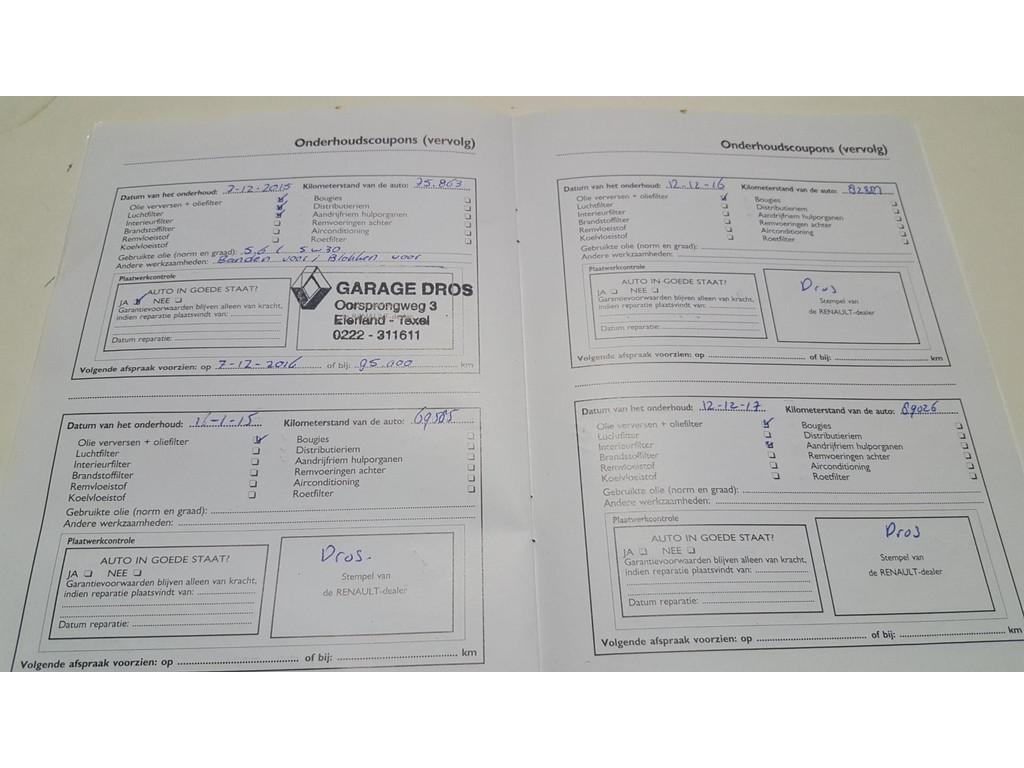 Onderhoudscoupons (vervolg)
Datum van het onderhoud: 7-12-2015 Kilometerstand van de auto: 75.863
Olie verversen + oliefilter Bougies
Luchtfilter Distributieriem
Interieurfilter Aandrijfriem hulporganen
Brandstoffilter Remvoeringen achter
Remvloeistof Airconditioning
Koelvloeistof Roetfilter
Gebruikte olie (norm en graad): 5,6 l 5w30
Andere werkzaamheden: Banden voor / Blokken voor
Plaatwerkcontrole
AUTO IN GOEDE STAAT?
JA NEE
Garantievoorwaarden blijven alleen van kracht,
indien reparatie plaatsvindt van:
Datum reparatie:
GARAGE DROS
Oorsprongweg 3
Eierland - Texel
0222 - 311611
Volgende afspraak voorzien: op 7-12-2016 of bij: 95.000 km
Datum van het onderhoud: -1-15 Kilometerstand van de auto: 69585
Olie verversen + oliefilter Bougies
Luchtfilter Distributieriem
Interieurfilter Aandrijfriem hulporganen
Brandstoffilter Remvoeringen achter
Remvloeistof Airconditioning
Koelvloeistof Roetfilter
Gebruikte olie (norm en graad):
Andere werkzaamheden:
Plaatwerkcontrole
AUTO IN GOEDE STAAT?
JA NEE
Garantievoorwaarden blijven alleen van kracht,
indien reparatie plaatsvindt van:
Datum reparatie:
Dros.
Stempel van
de RENAULT-dealer
Volgende afspraak voorzien: op of bij: km
Onderhoudscoupons (vervolg)
Datum van het onderhoud: 12-12-16 Kilometerstand van de auto:
Olie verversen + oliefilter Bougies
Luchtfilter Distributieriem
Interieurfilter Aandrijfriem hulporganen
Brandstoffilter Remvoeringen achter
Remvloeistof Airconditioning
Koelvloeistof Roetfilter
Gebruikte olie (norm en graad):
Andere werkzaamheden:
Plaatwerkcontrole
AUTO IN GOEDE STAAT?
JA NEE
Garantievoorwaarden blijven alleen van kracht,
indien reparatie plaatsvindt van:
Datum reparatie:
Dros
Stempel van
de RENAULT-dealer
Volgende afspraak voorzien: op of bij: km
Datum van het onderhoud: 12-12-17 Kilometerstand van de auto: 89026
Olie verversen + oliefilter Bougies
Luchtfilter Distributieriem
Interieurfilter Aandrijfriem hulporganen
Brandstoffilter Remvoeringen achter
Remvloeistof Airconditioning
Koelvloeistof Roetfilter
Gebruikte olie (norm en graad):
Andere werkzaamheden:
Plaatwerkcontrole
AUTO IN GOEDE STAAT?
JA NEE
Garantievoorwaarden blijven alleen van kracht,
indien reparatie plaatsvindt van:
Datum reparatie:
Dros
Stempel van
de RENAULT-dealer
Volgende afspraak voorzien: op of bij: km